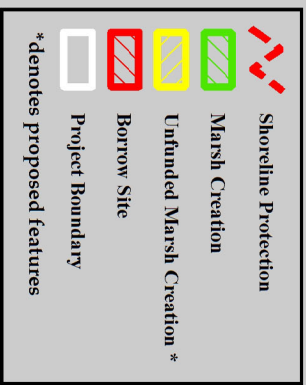 Shoreline Protection
Marsh Creation
Unfunded Marsh Creation *
Borrow Site
Project Boundary
*denotes proposed features